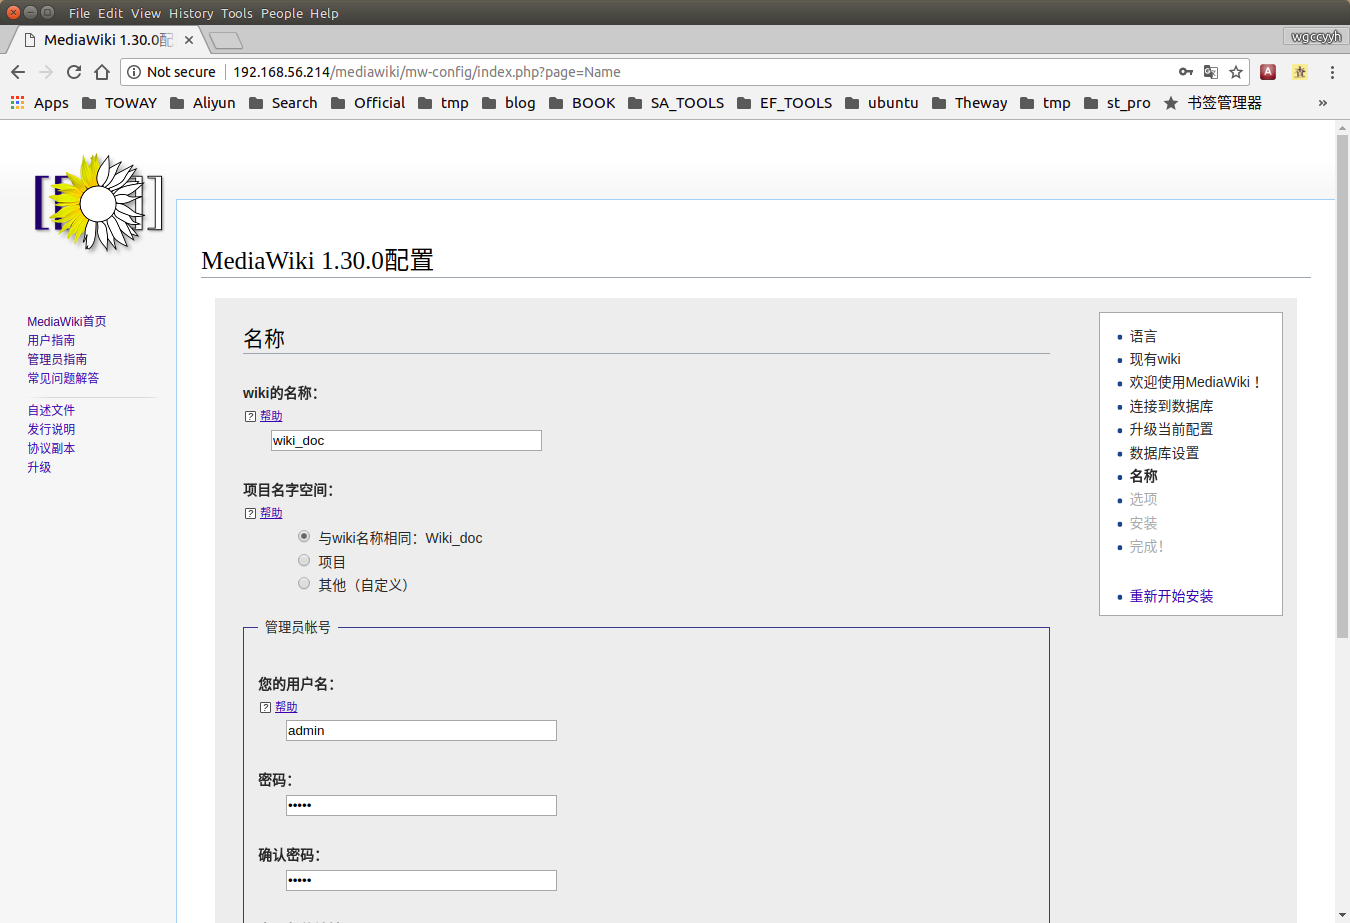 File Edit View History Tools People Help
MediaWiki 1.30.0配
wgccyyh
Not secure 192.168.56.214/mediawiki/mw-config/index.php?page=Name
Apps TOWAY Aliyun Search Official tmp blog BOOK SA_TOOLS EF_TOOLS ubuntu Theway tmp st_pro 书签管理器 »
MediaWiki首页
用户指南
管理员指南
常见问题解答
自述文件
发行说明
协议副本
升级
MediaWiki 1.30.0配置
名称
wiki的名称：
帮助
wiki_doc
项目名字空间：
帮助
与wiki名称相同：Wiki_doc
项目
其他（自定义）
管理员帐号
您的用户名：
帮助
admin
密码：
•••••
确认密码：
•••••
语言
现有wiki
欢迎使用MediaWiki！
连接到数据库
升级当前配置
数据库设置
名称
选项
安装
完成！
重新开始安装